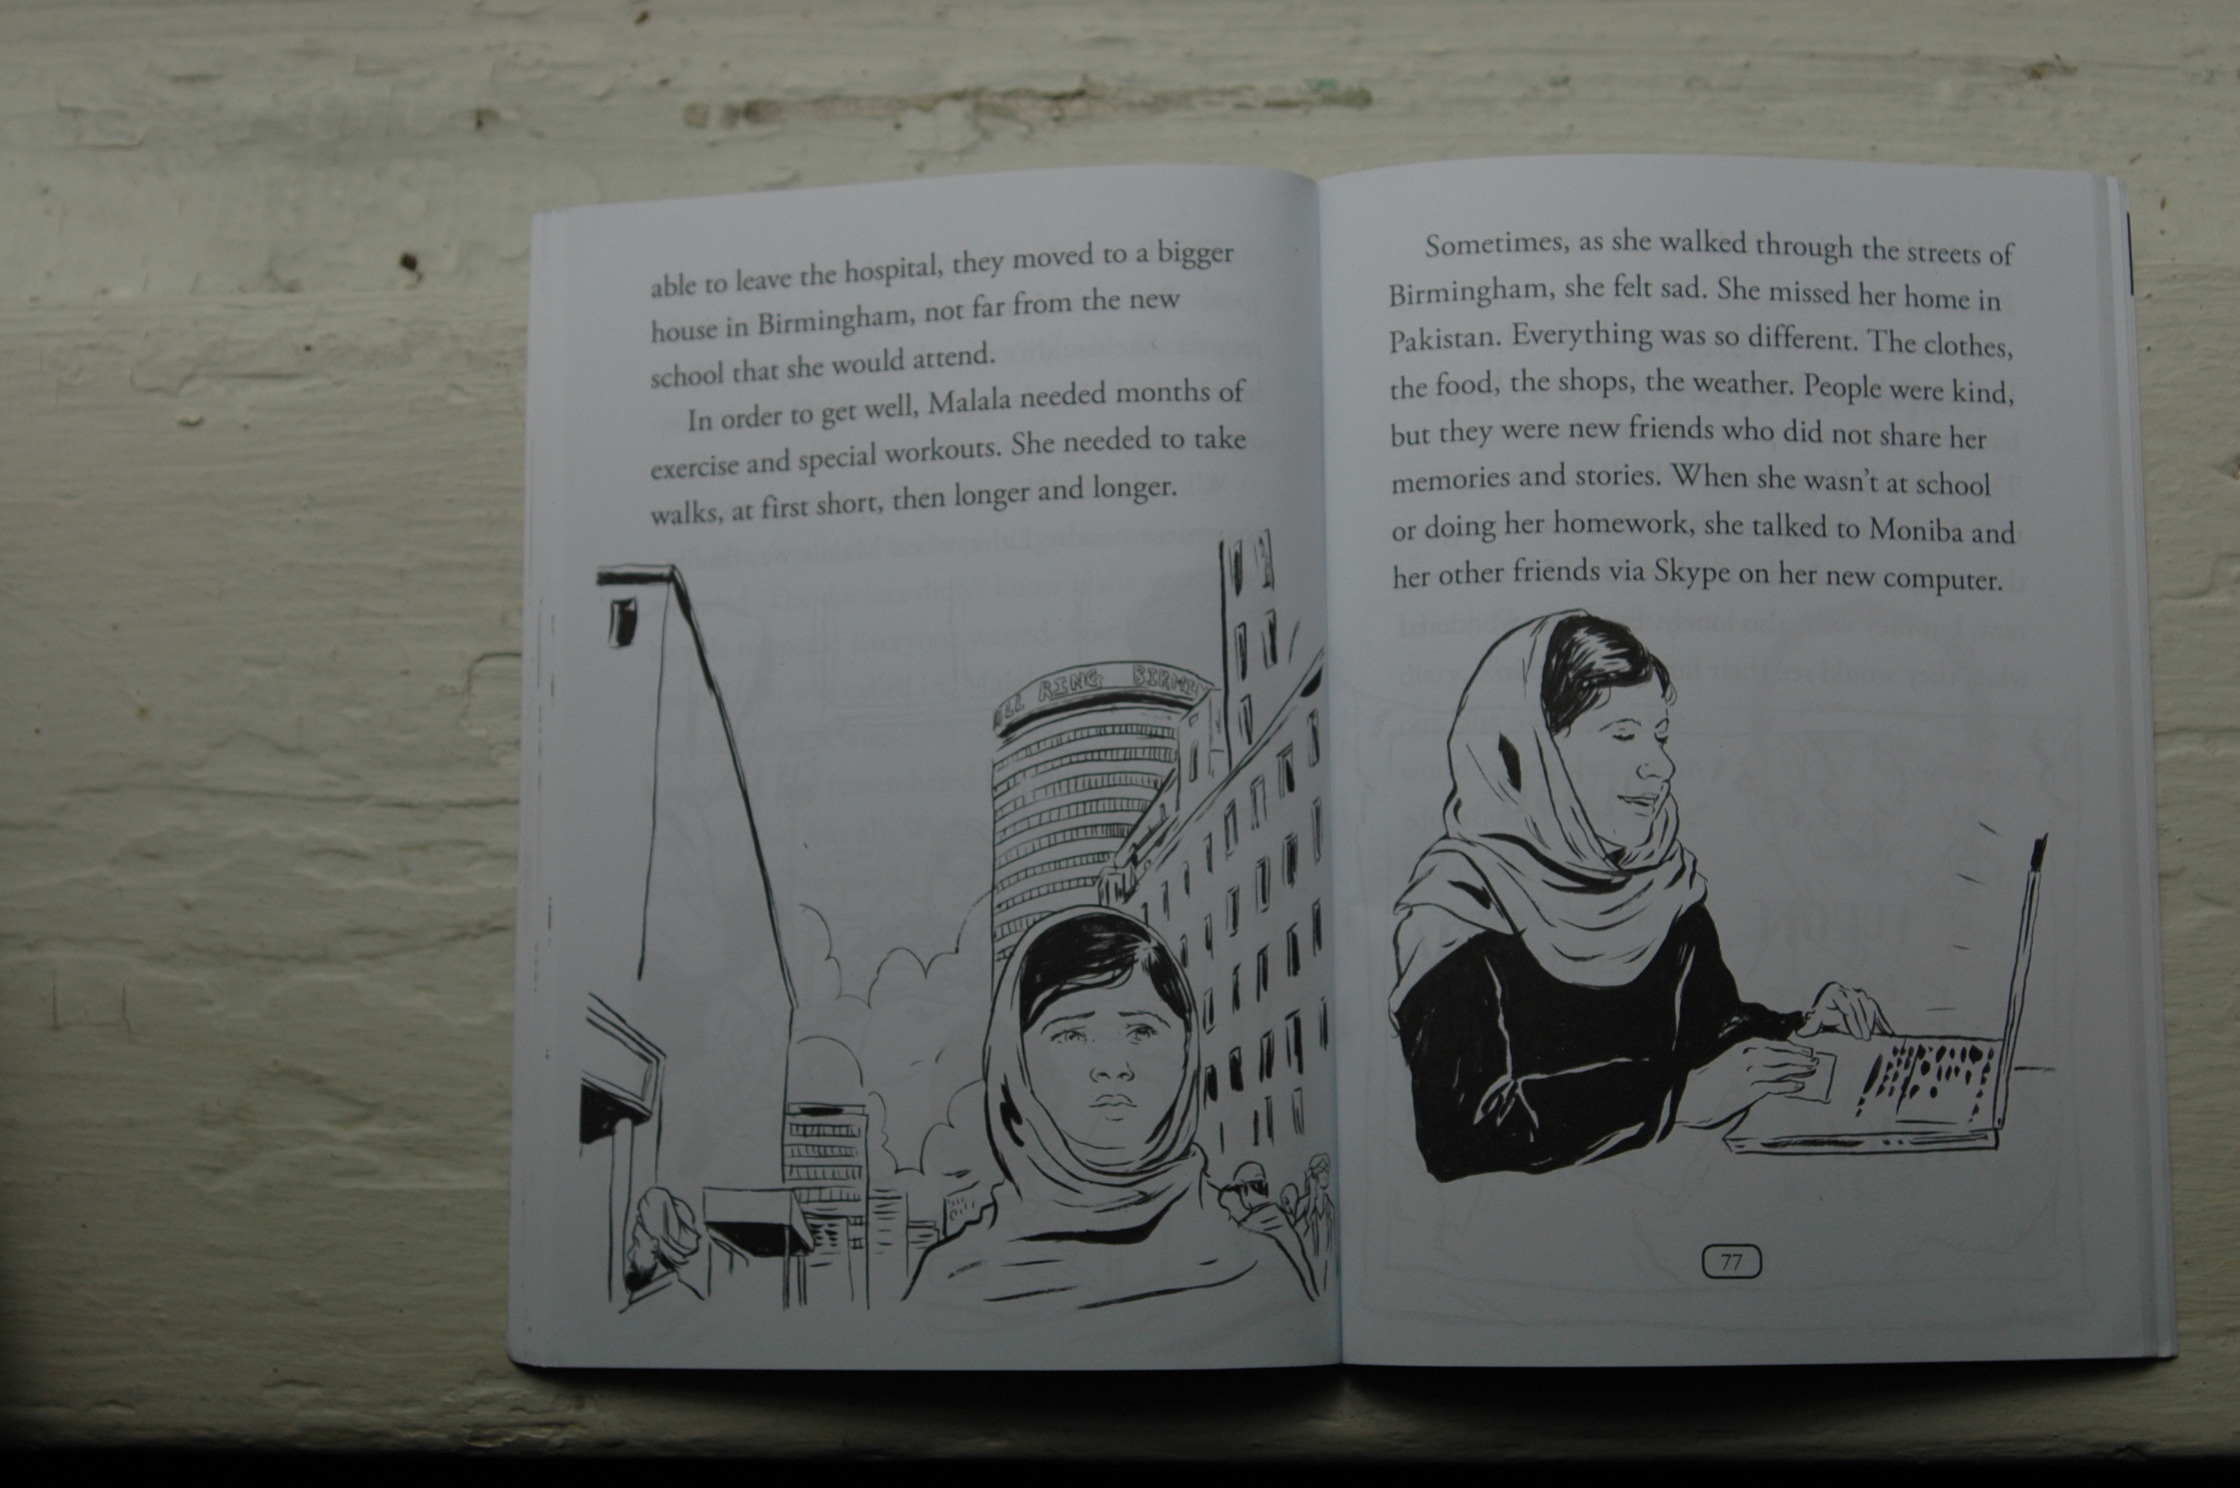 able to leave the hospital, they moved to a bigger
house in Birmingham, not far from the new
school that she would attend.
In order to get well, Malala needed months of
exercise and special workouts. She needed to take
walks, at first short, then longer and longer.
RING BIRMI
Sometimes, as she walked through the streets of
Birmingham, she felt sad. She missed her home in
Pakistan. Everything was so different. The clothes,
the food, the shops, the weather. People were kind,
but they were new friends who did not share her
memories and stories. When she wasn't at school
or doing her homework, she talked to Moniba and
her other friends via Skype on her new computer.
77